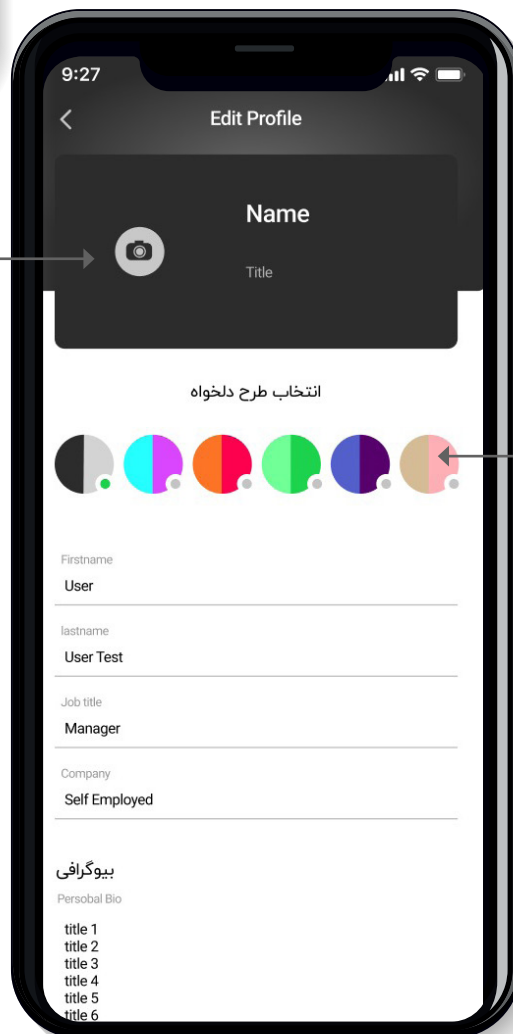 9:27
Edit Profile
Name
Title
انتخاب طرح دلخواه
Firstname
User
lastname
User Test
Job title
Manager
Company
Self Employed
بیوگرافی
Persobal Bio
title 1
title 2
title 3
title 4
title 5
title 6